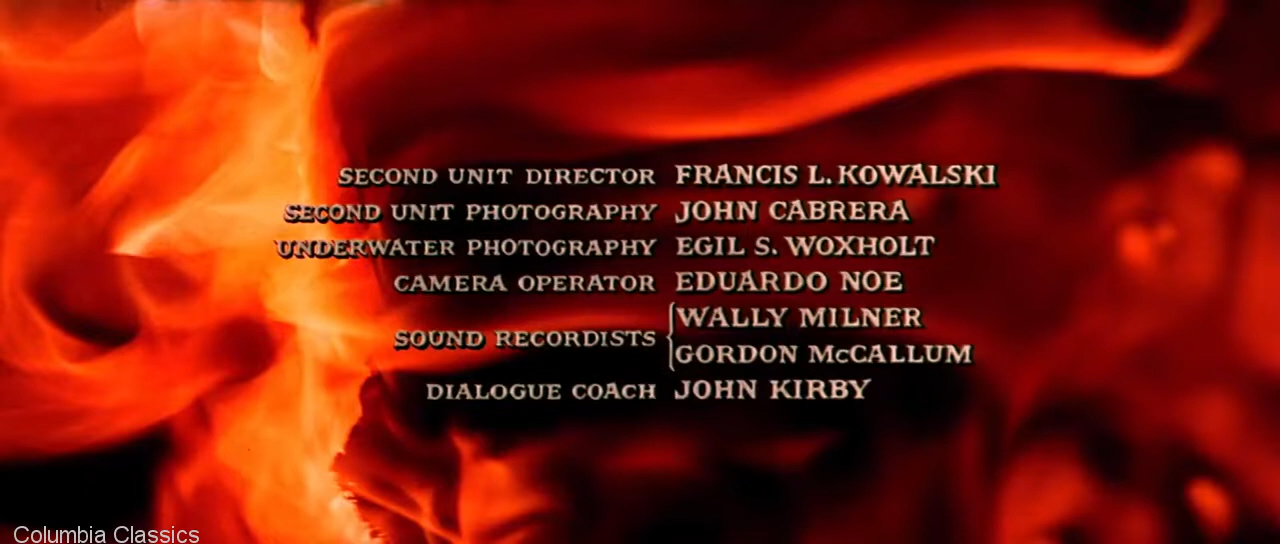 SECOND UNIT DIRECTOR FRANCIS L. KOWALSKI
SECOND UNIT PHOTOGRAPHY JOHN CABRERA
UNDERWATER PHOTOGRAPHY EGIL S. WOXHOLT
CAMERA OPERATOR EDUARDO NOE
SOUND RECORDISTS WALLY MILNER
GORDON McCALLUM
DIALOGUE COACH JOHN KIRBY
Columbia Classics